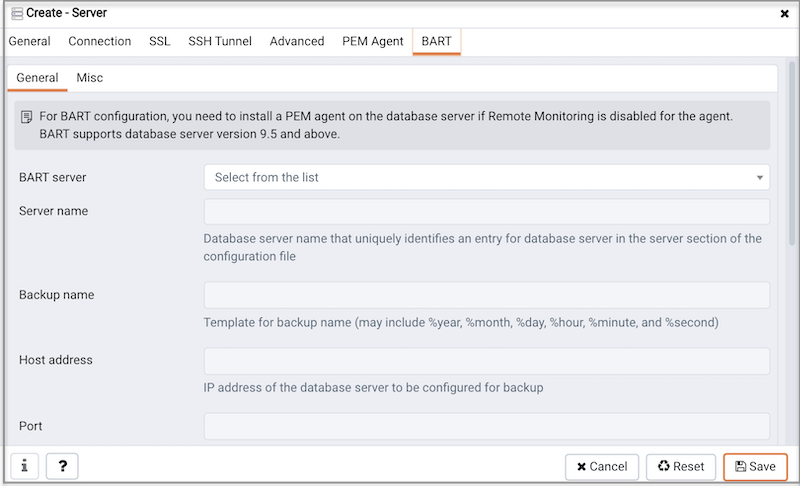 Create - Server
General Connection SSL SSH Tunnel Advanced PEM Agent BART
General Misc
For BART configuration, you need to install a PEM agent on the database server if Remote Monitoring is disabled for the agent.
BART supports database server version 9.5 and above.
BART server Select from the list
Server name
Database server name that uniquely identifies an entry for database server in the server section of the
configuration file
Backup name
Template for backup name (may include %year, %month, %day, %hour, %minute, and %second)
Host address
IP address of the database server to be configured for backup
Port
i ? Cancel Reset Save